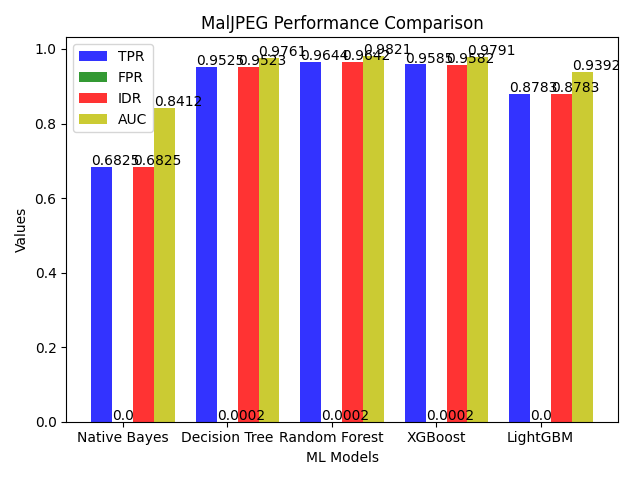 MalJPEG Performance Comparison
TPR
FPR
IDR
AUC
Values
1.0
0.8
0.6
0.4
0.2
0.0
0.6825 0.0 0.6825 0.8412
0.9525 0.0002 0.9523 0.9761
0.9644 0.0002 0.9642 0.9821
0.9585 0.0002 0.9582 0.9791
0.8783 0.0 0.8783 0.9392
Native Bayes Decision Tree Random Forest XGBoost LightGBM
ML Models